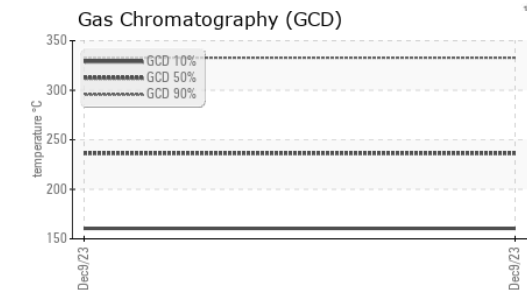 Gas Chromatography (GCD)
350
GCD 10%
GCD 50%
GCD 90%
300
250
200
150
temperature °C
Dec9/23
Dec9/23